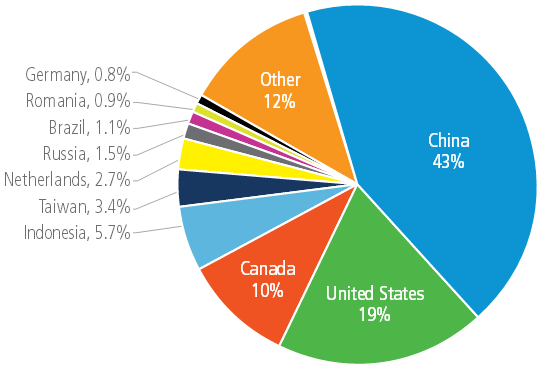 Other
12%
China
43%
Germany, 0.8%
Romania, 0.9%
Brazil, 1.1%
Russia, 1.5%
Netherlands, 2.7%
Taiwan, 3.4%
Indonesia, 5.7%
Canada
10%
United States
19%